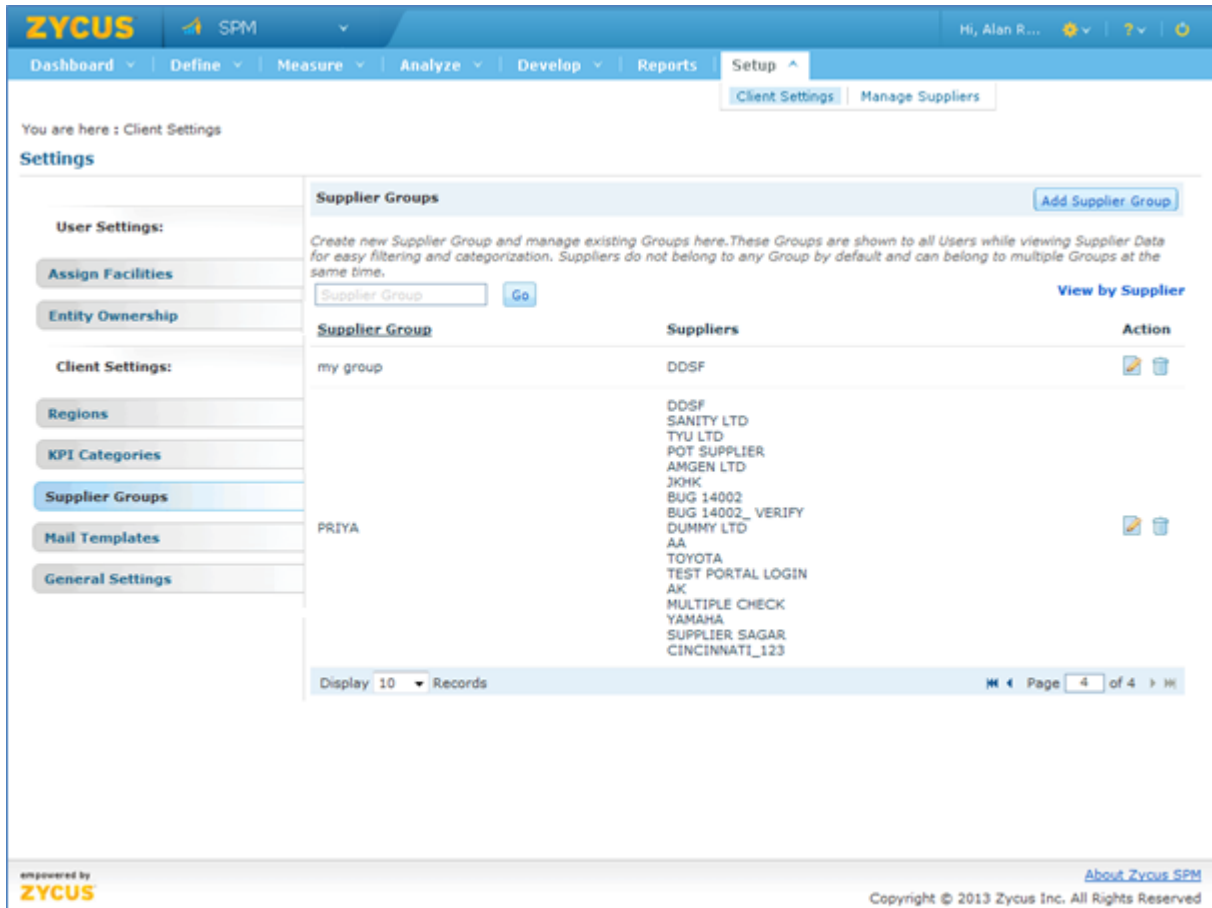 ZYCUS SPM Hi, Alan R... ?
Dashboard Define Measure Analyze Develop Reports Setup
Client Settings Manage Suppliers
You are here : Client Settings
Settings
Supplier Groups Add Supplier Group
User Settings:
Create new Supplier Group and manage existing Groups here.These Groups are shown to all Users while viewing Supplier Data
for easy filtering and categorization. Suppliers do not belong to any Group by default and can belong to multiple Groups at the
same time.
Assign Facilities
Supplier Group Go View by Supplier
Entity Ownership
Supplier Group Suppliers Action
Client Settings:
my group DDSF
Regions
KPI Categories
Supplier Groups
Mail Templates
General Settings
PRIYA
DDSF
SANITY LTD
TYU LTD
POT SUPPLIER
AMGEN LTD
JKHK
BUG 14002
BUG 14002_ VERIFY
DUMMY LTD
AA
TOYOTA
TEST PORTAL LOGIN
AK
MULTIPLE CHECK
YAMAHA
SUPPLIER SAGAR
CINCINNATI_123
Display 10 Records Page 4 of 4
empowered by
ZYCUS
About Zycus SPM
Copyright © 2013 Zycus Inc. All Rights Reserved